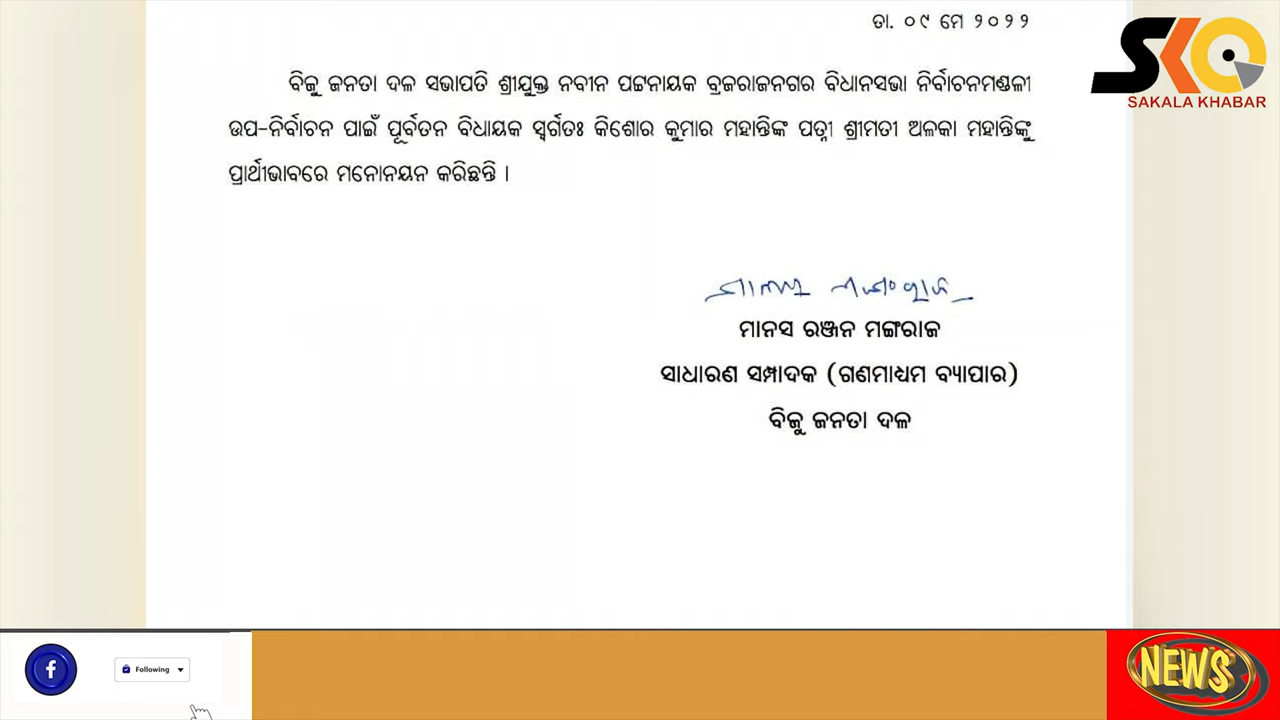 ତା. ୦୯ ମେ ୨୦୨୨
SAKALA KHABAR
ବିଜୁ ଜନତା ଦଳ ସଭାପତି ଶ୍ରୀଯୁକ୍ତ ନବୀନ ପଟ୍ଟନାୟକ ବ୍ରଜରାଜନଗର ବିଧାନସଭା ନିର୍ବାଚନମଣ୍ଡଳୀ
ଉପ-ନିର୍ବାଚନ ପାଇଁ ପୂର୍ବତନ ବିଧାୟକ ସ୍ୱର୍ଗତଃ କିଶୋର କୁମାର ମହାନ୍ତିଙ୍କ ପତ୍ନୀ ଶ୍ରୀମତୀ ଅଳକା ମହାନ୍ତିଙ୍କୁ
ପ୍ରାର୍ଥୀଭାବରେ ମନୋନୟନ କରିଛନ୍ତି ।
ମାନସ ରଞ୍ଜନ ମଙ୍ଗରାଜ
ସାଧାରଣ ସମ୍ପାଦକ (ଗଣମାଧ୍ୟମ ବ୍ୟାପାର)
ବିଜୁ ଜନତା ଦଳ
Following
NEWS